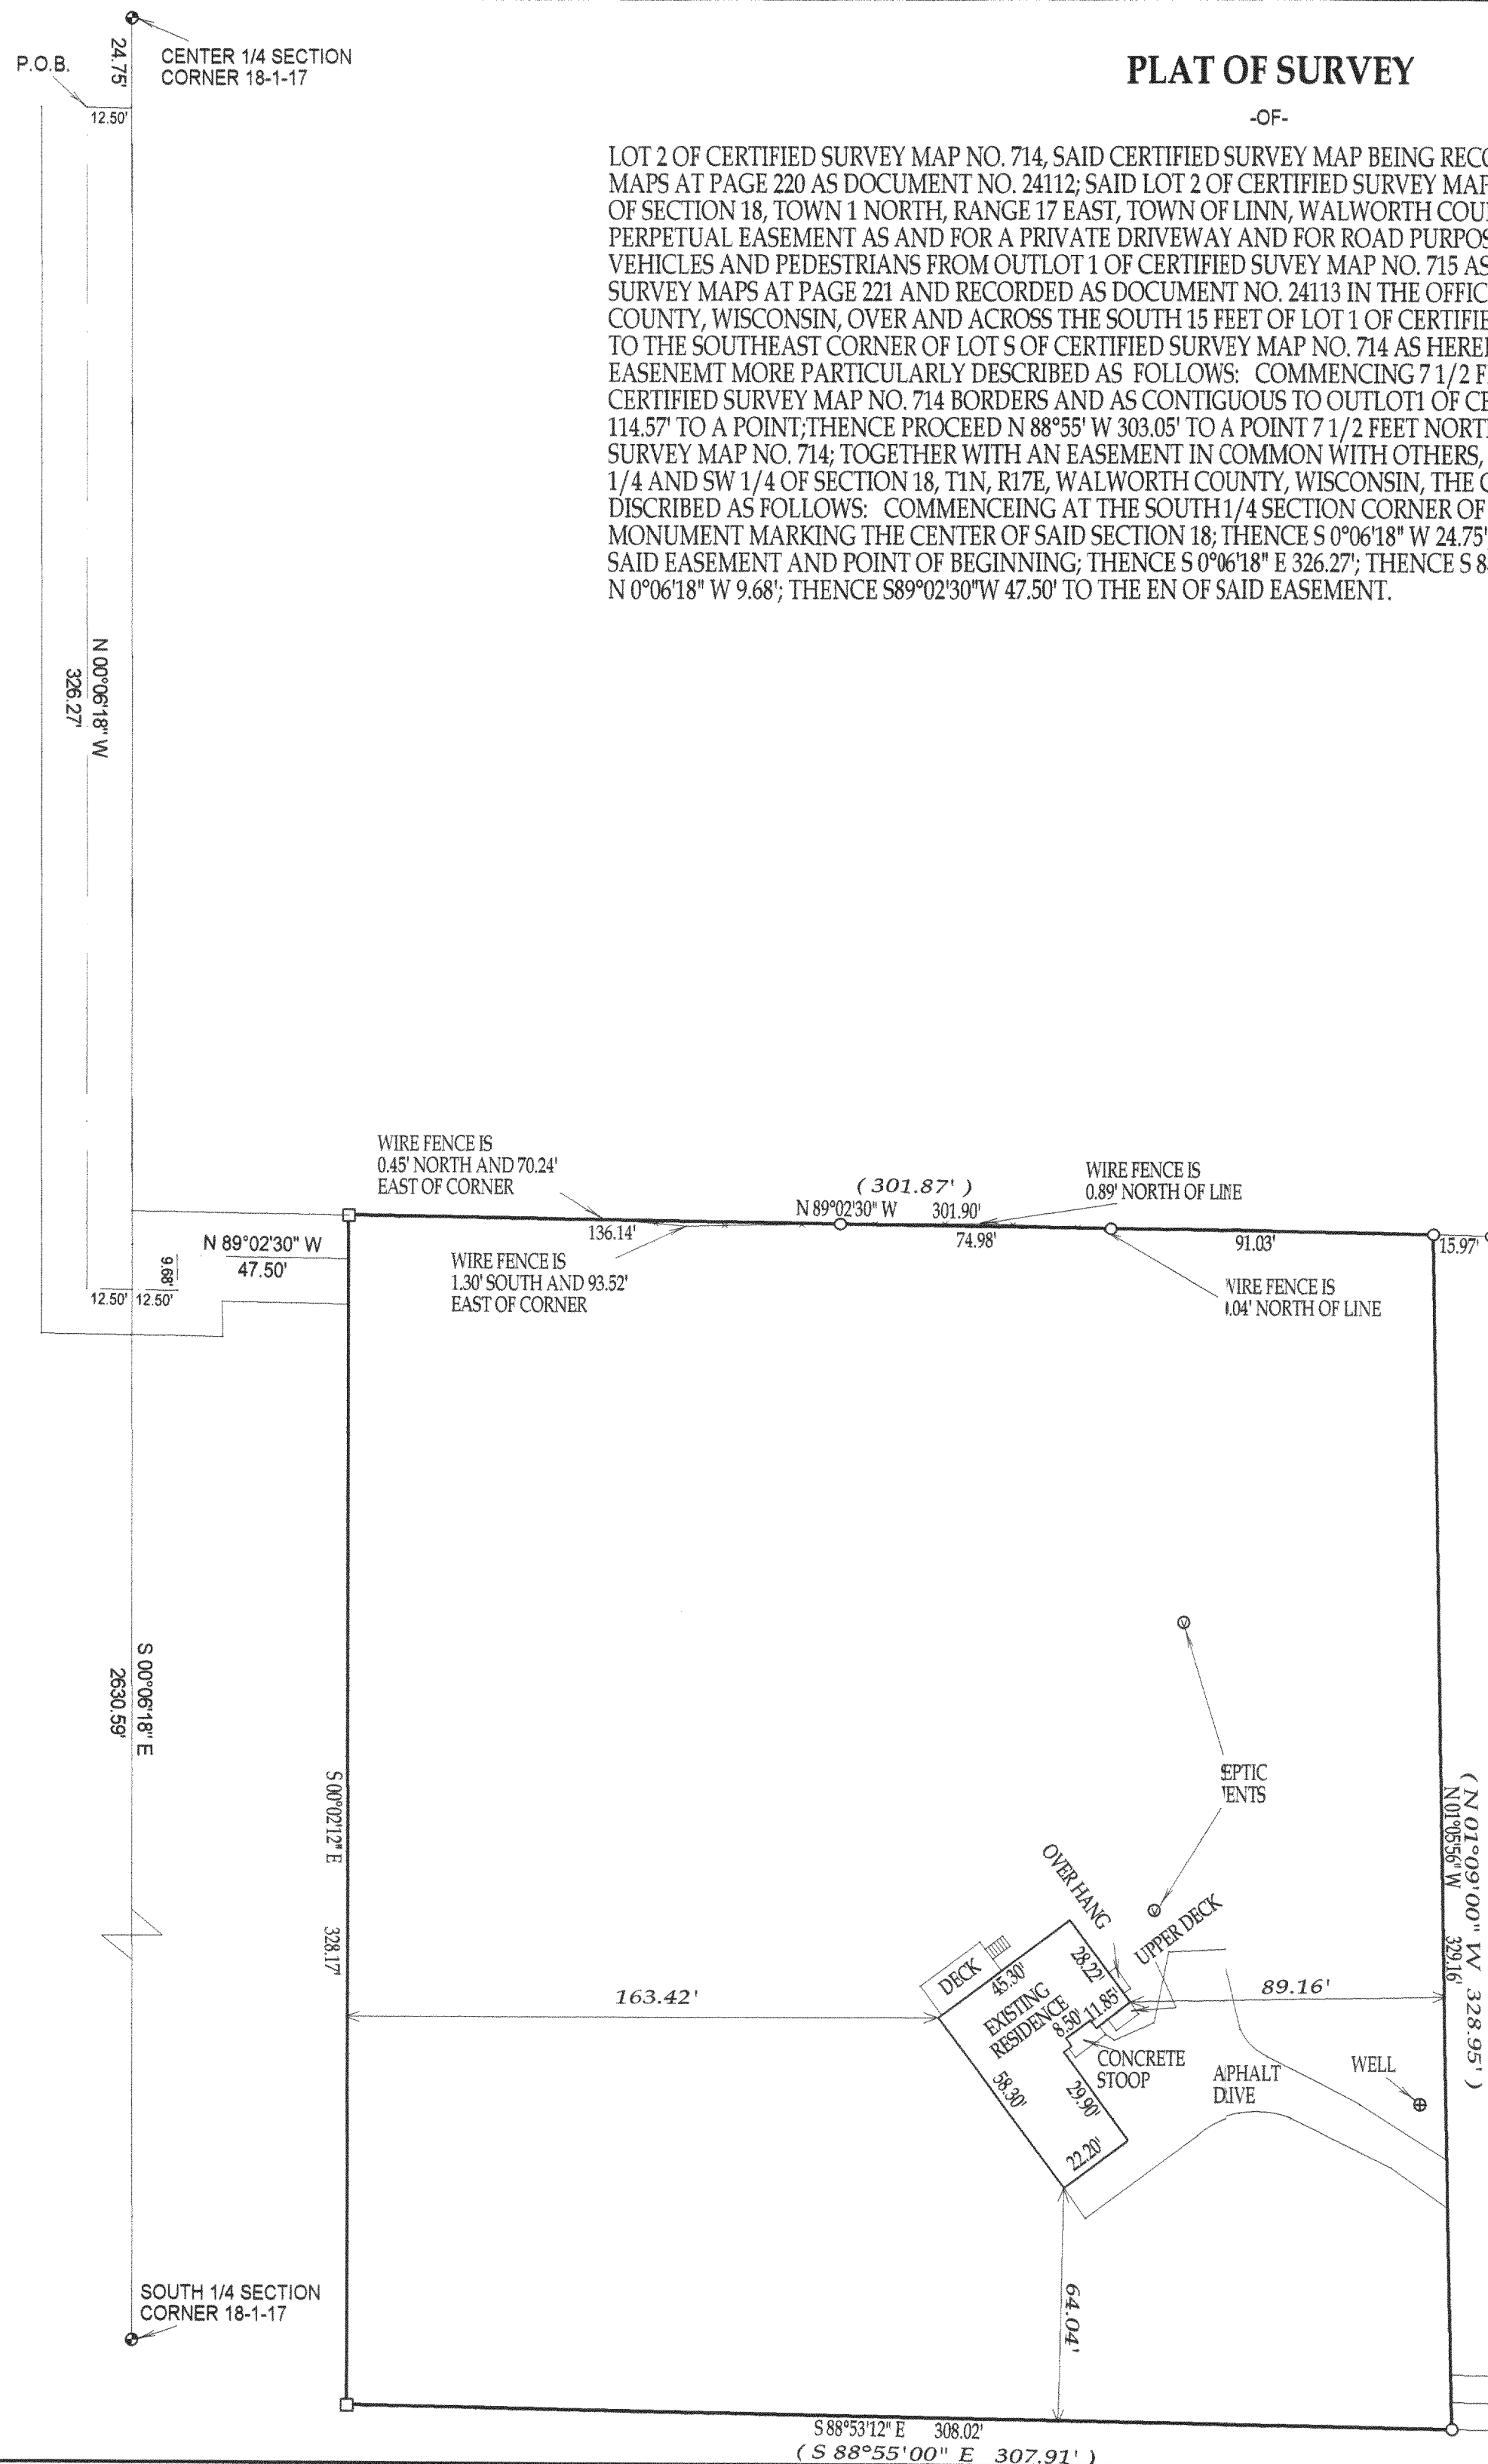 P.O.B.
24.75'
CENTER 1/4 SECTION
CORNER 18-1-17
12.50'
PLAT OF SURVEY
-OF-
LOT 2 OF CERTIFIED SURVEY MAP NO. 714, SAID CERTIFIED SURVEY MAP BEING
MAPS AT PAGE 220 AS DOCUMENT NO. 24112; SAID LOT 2 OF CERTIFIED SURVEY
OF SECTION 18, TOWN 1 NORTH, RANGE 17 EAST, TOWN OF LINN, WALWORTH
PERPETUAL EASEMENT AS AND FOR A PRIVATE DRIVEWAY AND FOR ROAD
VEHICLES AND PEDESTRIANS FROM OUTLOT 1 OF CERTIFIED SUVEY MAP NO. 715 AS
SURVEY MAPS AT PAGE 221 AND RECORDED AS DOCUMENT NO. 24113 IN THE
COUNTY, WISCONSIN, OVER AND ACROSS THE SOUTH 15 FEET OF LOT 1 OF
TO THE SOUTHEAST CORNER OF LOT S OF CERTIFIED SURVEY MAP NO. 714 AS
EASENEMT MORE PARTICULARLY DESCRIBED AS FOLLOWS: COMMENCING 7 1/2
CERTIFIED SURVEY MAP NO. 714 BORDERS AND AS CONTIGUOUS TO OUTLOT1 OF
114.57' TO A POINT;THENCE PROCEED N 88°55' W 303.05' TO A POINT 7 1/2 FEET
SURVEY MAP NO. 714; TOGETHER WITH AN EASEMENT IN COMMON WITH OTHERS,
1/4 AND SW 1/4 OF SECTION 18, T1N, R17E, WALWORTH COUNTY, WISCONSIN, THE
DISCRIBED AS FOLLOWS: COMMENCEING AT THE SOUTH 1/4 SECTION CORNER OF
MONUMENT MARKING THE CENTER OF SAID SECTION 18; THENCE S 0°06'18" W 24.75'
SAID EASEMENT AND POINT OF BEGINNING; THENCE S 0°06'18" E 326.27'; THENCE S
N 0°06'18" W 9.68'; THENCE S89°02'30"W 47.50' TO THE EN OF SAID EASEMENT.
N 00°06'18" W
326.27'
WIRE FENCE IS
0.45' NORTH AND 70.24'
EAST OF CORNER
( 301.87' )
N 89°02'30" W 301.90'
WIRE FENCE IS
0.89' NORTH OF LINE
136.14'
74.98'
91.03'
15.97'
N 89°02'30" W
47.50'
9.68'
12.50' 12.50'
WIRE FENCE IS
1.30' SOUTH AND 93.52'
EAST OF CORNER
WIRE FENCE IS
.04' NORTH OF LINE
S 00°06'18" E
2630.59'
S 00°02'12" E 328.17'
SEPTIC
VENTS
( N 01°09'00" W 328.95' )
N 01°05'56" W 329.16'
OVER HANG
UPPER DECK
DECK
45.30'
28.22'
EXISTING
RESIDENCE
8.50'
11.85'
163.42'
89.16'
CONCRETE
STOOP
58.30'
29.90'
22.20'
APHALT
DIVE
WELL
64.04'
SOUTH 1/4 SECTION
CORNER 18-1-17
S 88°53'12" E 308.02'
( S 88°55'00" E 307.91' )